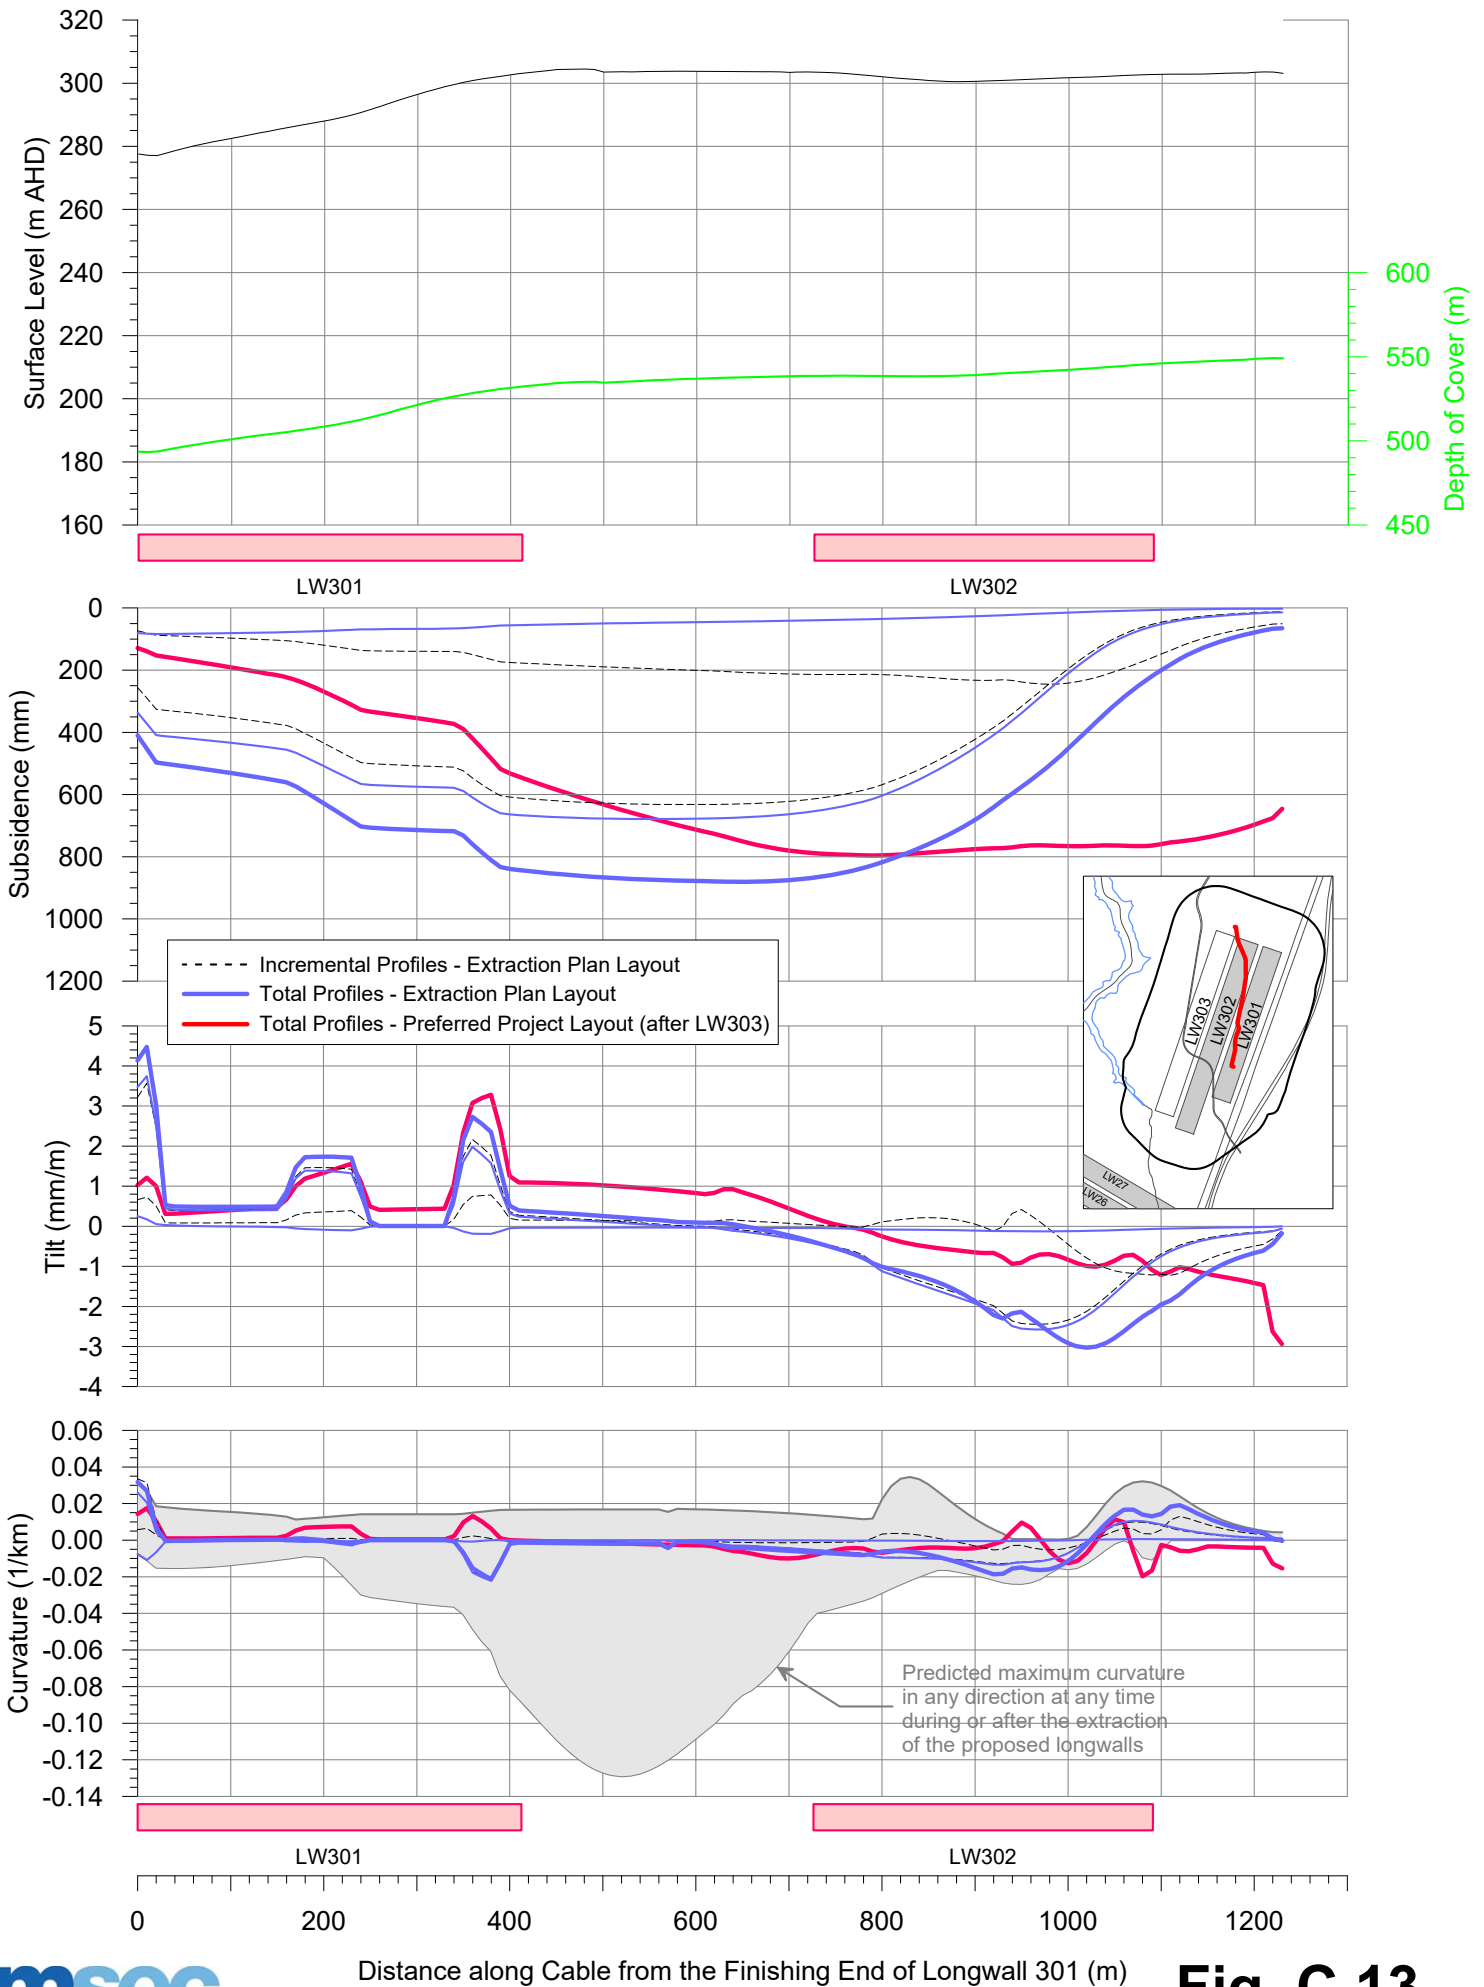 320
300
280
260
240
220
200
180
160
Surface Level (m AHD)
600
550
500
450
Depth of Cover (m)
LW301
LW302
0
200
400
600
800
1000
1200
Subsidence (mm)
Incremental Profiles - Extraction Plan Layout
Total Profiles - Extraction Plan Layout
Total Profiles - Preferred Project Layout (after LW303)
LW303
LW302
LW301
LW27
LW26
5
4
3
2
1
0
-1
-2
-3
-4
Tilt (mm/m)
0.06
0.04
0.02
0.00
-0.02
-0.04
-0.06
-0.08
-0.10
-0.12
-0.14
Curvature (1/km)
Predicted maximum curvature
in any direction at any time
during or after the extraction
of the proposed longwalls
LW301
LW302
0
200
400
600
800
1000
1200
Distance along Cable from the Finishing End of Longwall 301 (m)
msec
Fig. C.13